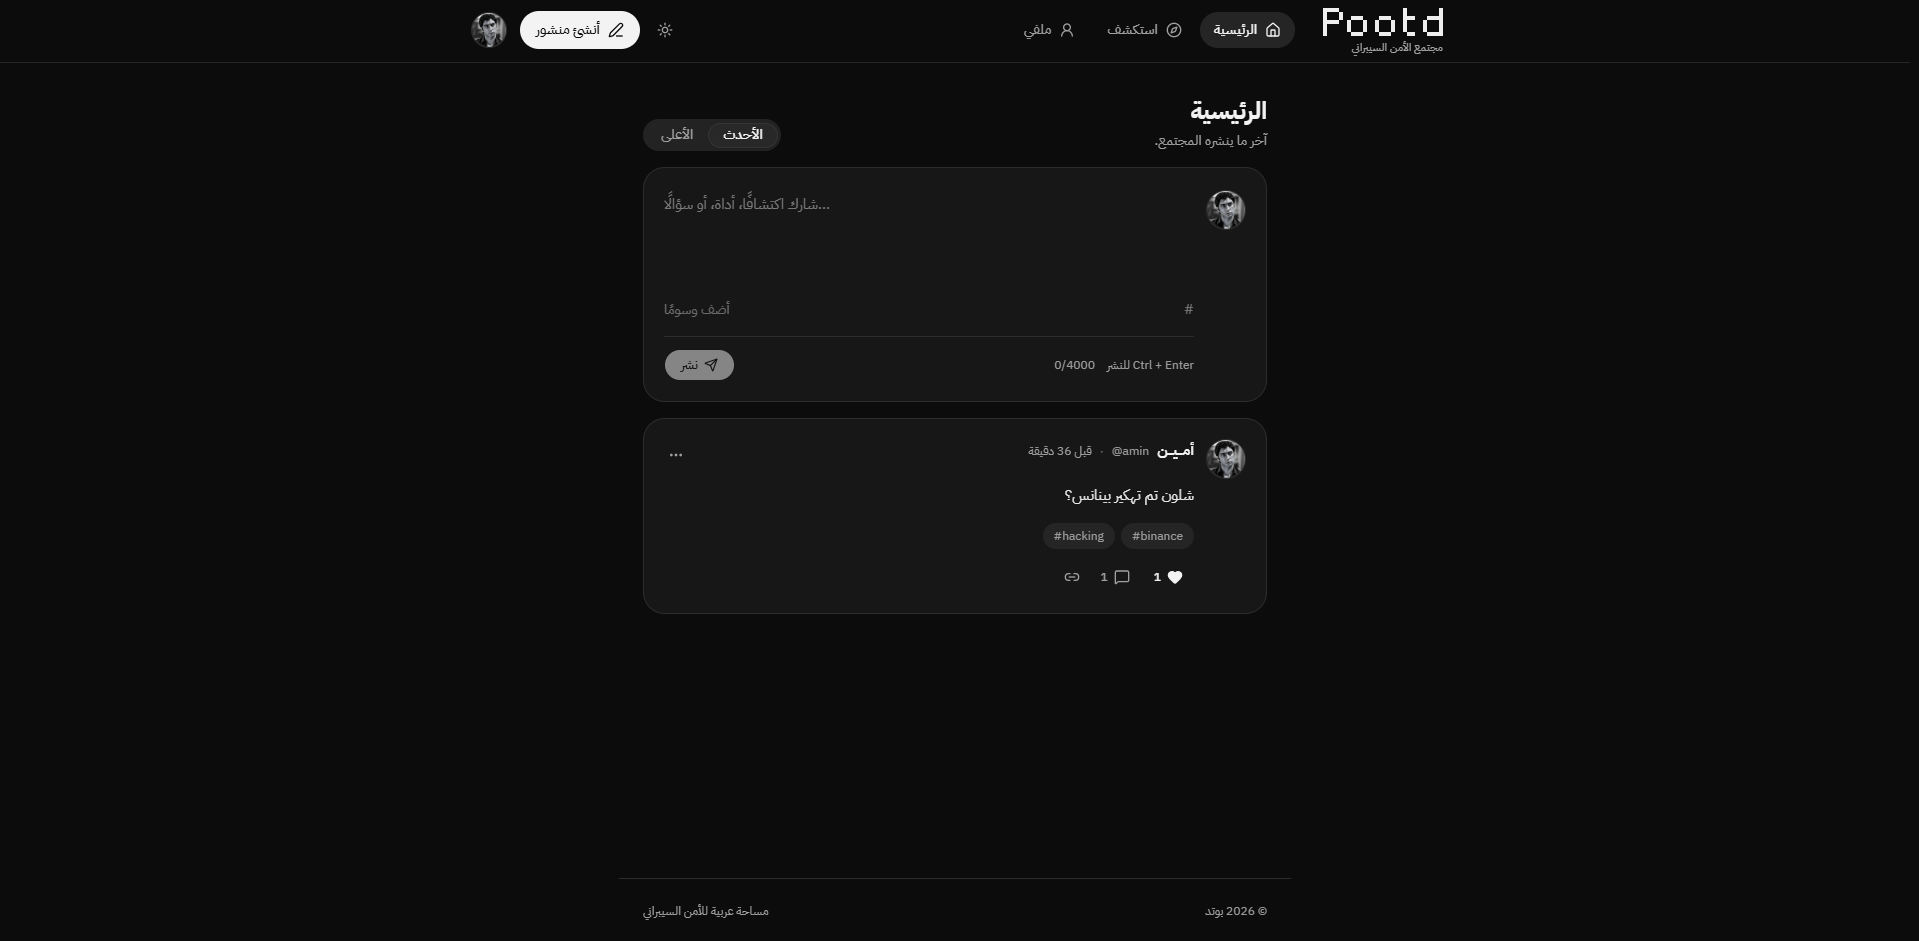 Pootd
مجتمع الأمن السيبراني
الرئيسية
استكشف
ملفي
أنشئ منشور
الرئيسية
آخر ما ينشره المجتمع.
الأحدث
الأعلى
شارك اكتشافًا، أداة، أو سؤالًا...
#
أضف وسومًا
Ctrl + Enter للنشر
0/4000
نشر
أمـــيـــن @amin · قبل 36 دقيقة
شلون تم تهكير بينانس؟
#binance #hacking
1 1
© 2026 بوتد
مساحة عربية للأمن السيبراني